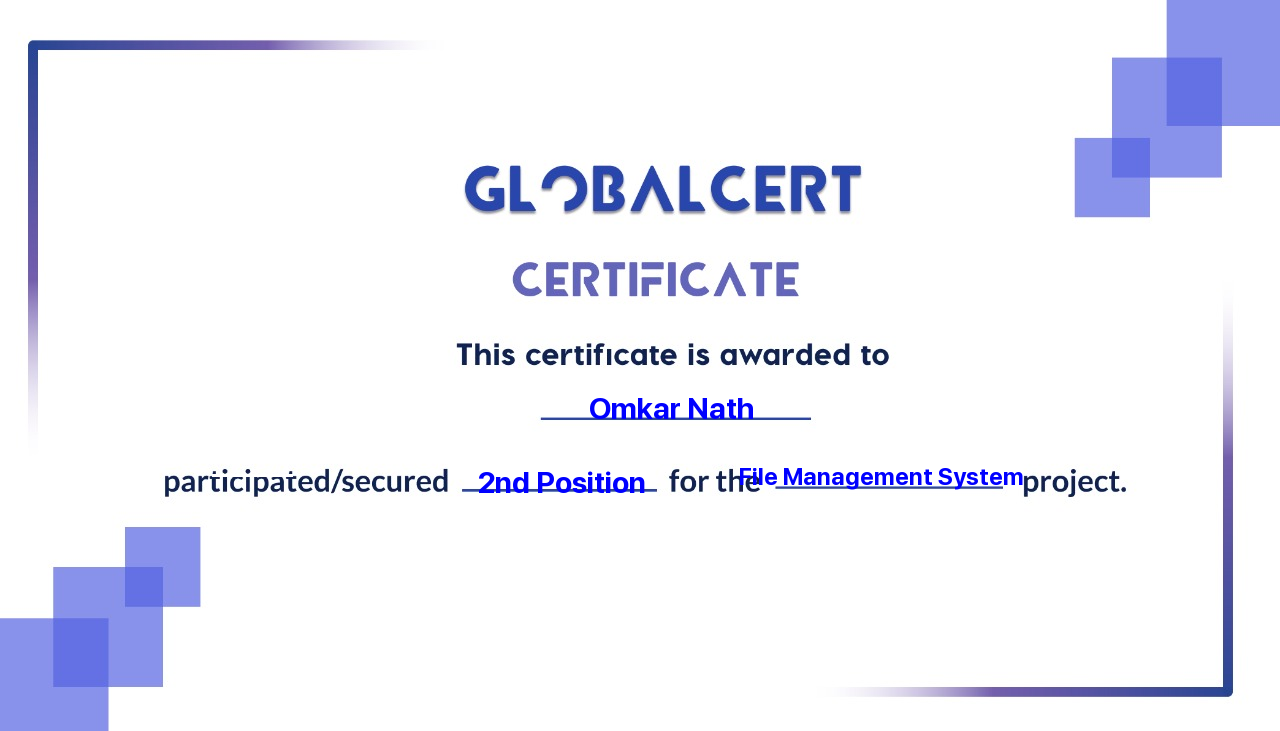 GLOBALCERT
CERTIFICATE
This certificate is awarded to
Omkar Nath
participated/secured 2nd Position for the File Management System project.